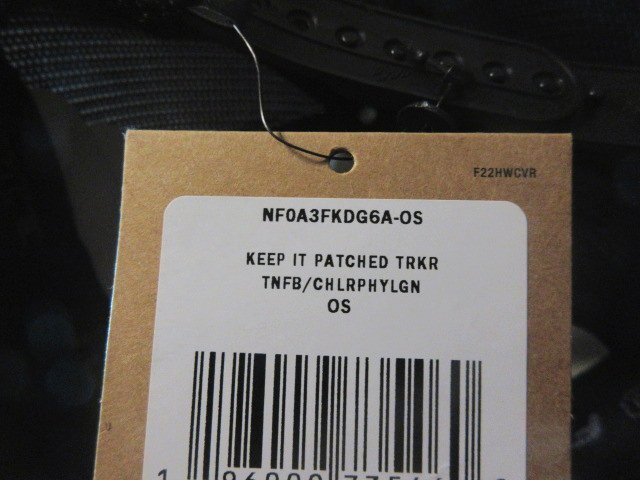 F22HWCVR
NF0A3FKDG6A-OS
KEEP IT PATCHED TRKR
TNFB/CHLRPHYLGN
OS